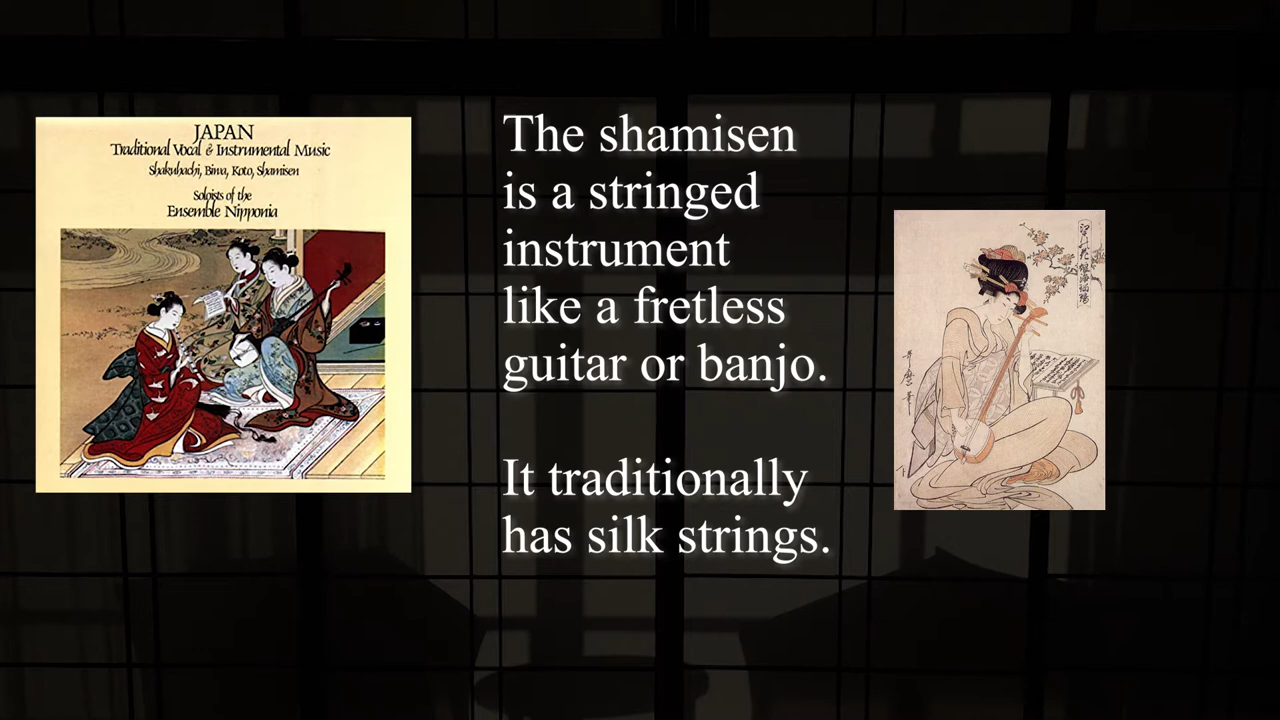 JAPAN
Traditional Vocal & Instrumental Music
Shakuhachi, Biwa, Koto, Shamisen
Soloists of the
Ensemble Nipponia
The shamisen
is a stringed
instrument
like a fretless
guitar or banjo.
It traditionally
has silk strings.